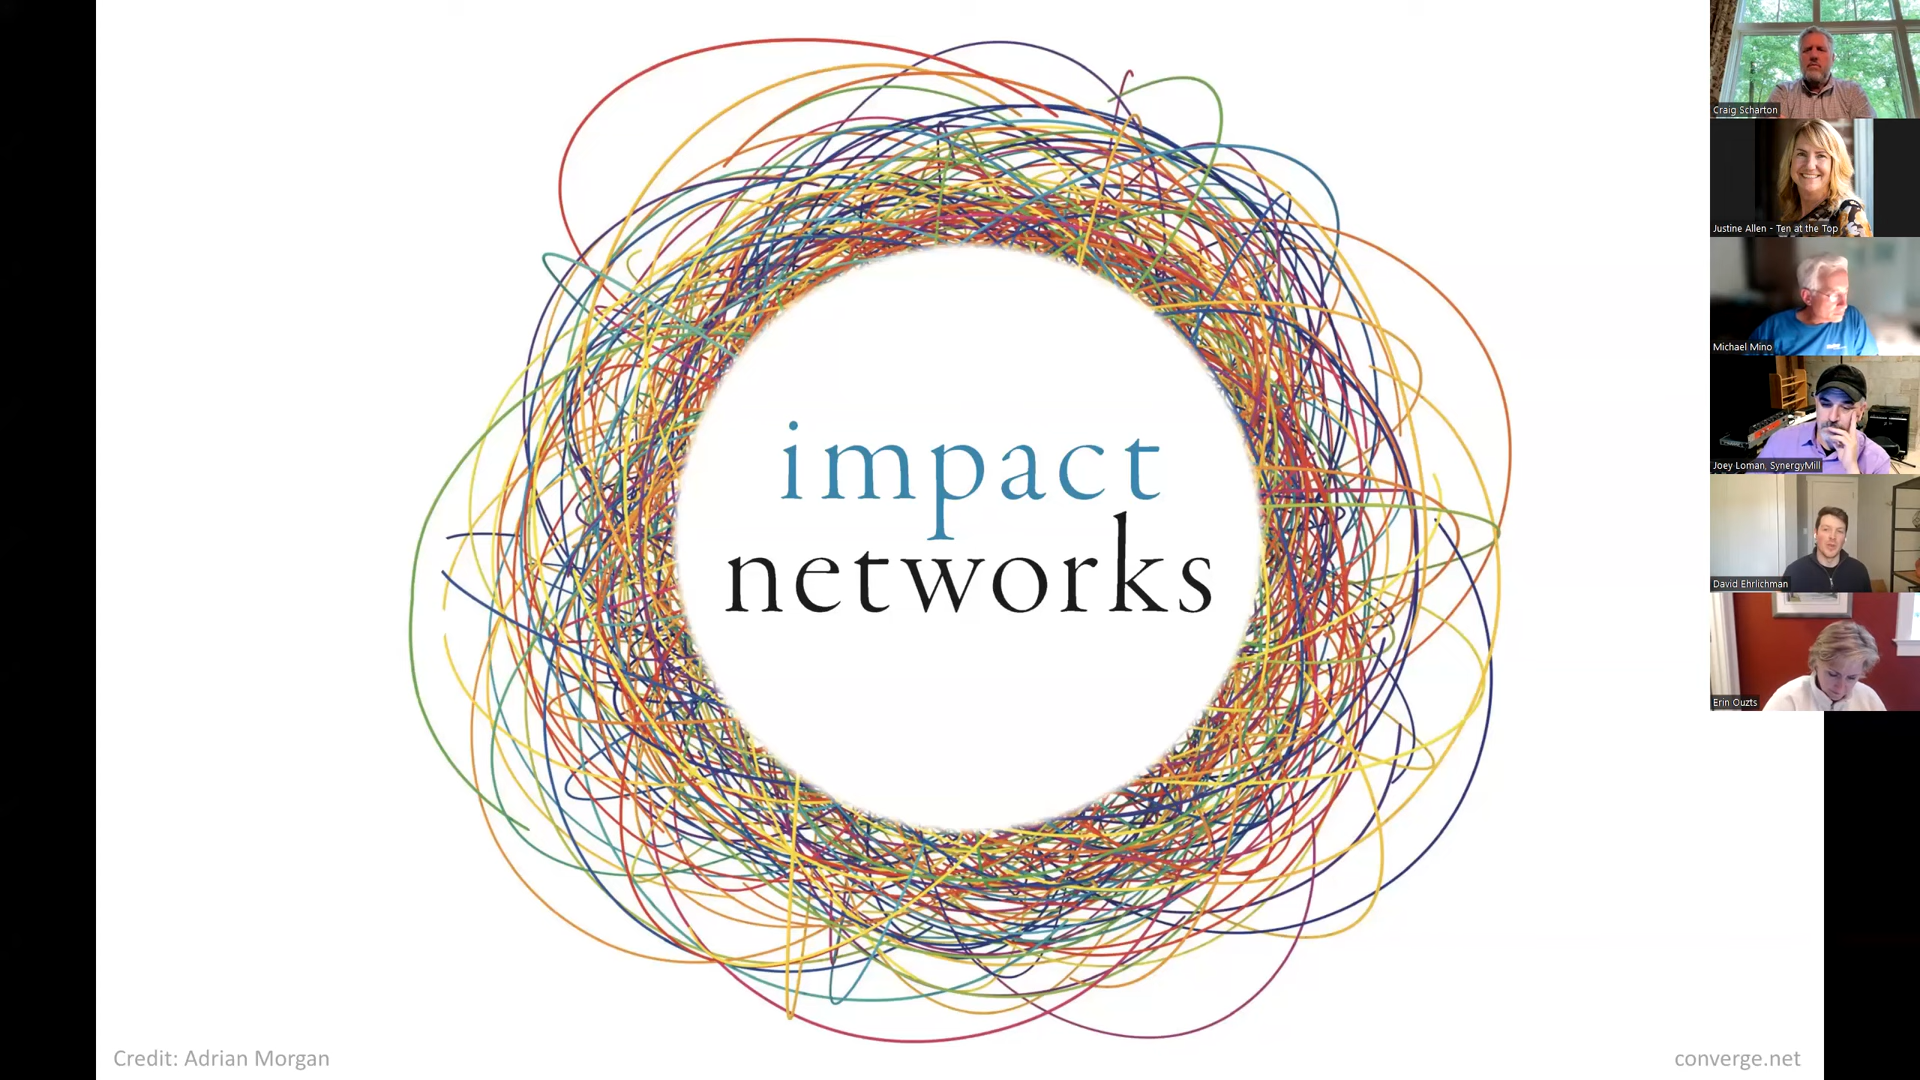 impact
networks
Credit: Adrian Morgan
converge.net
Craig Scharton
Justine Allen - Ten at the Top
Michael Mino
Joey Loman, SynergyMill
David Ehrlichman
Erin Ouzts